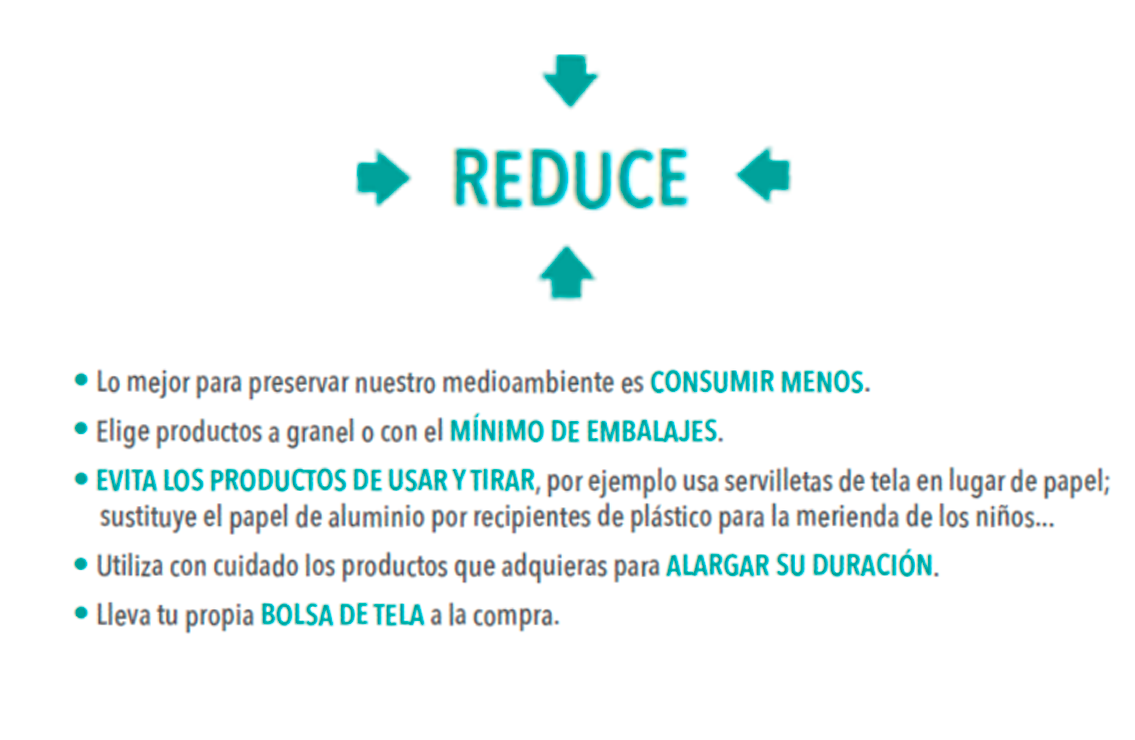 REDUCE
• Lo mejor para preservar nuestro medioambiente es CONSUMIR MENOS.
• Elige productos a granel o con el MÍNIMO DE EMBALAJES.
• EVITA LOS PRODUCTOS DE USAR Y TIRAR, por ejemplo usa servilletas de tela en lugar de papel;
sustituye el papel de aluminio por recipientes de plástico para la merienda de los niños...
• Utiliza con cuidado los productos que adquieras para ALARGAR SU DURACIÓN.
• Lleva tu propia BOLSA DE TELA a la compra.